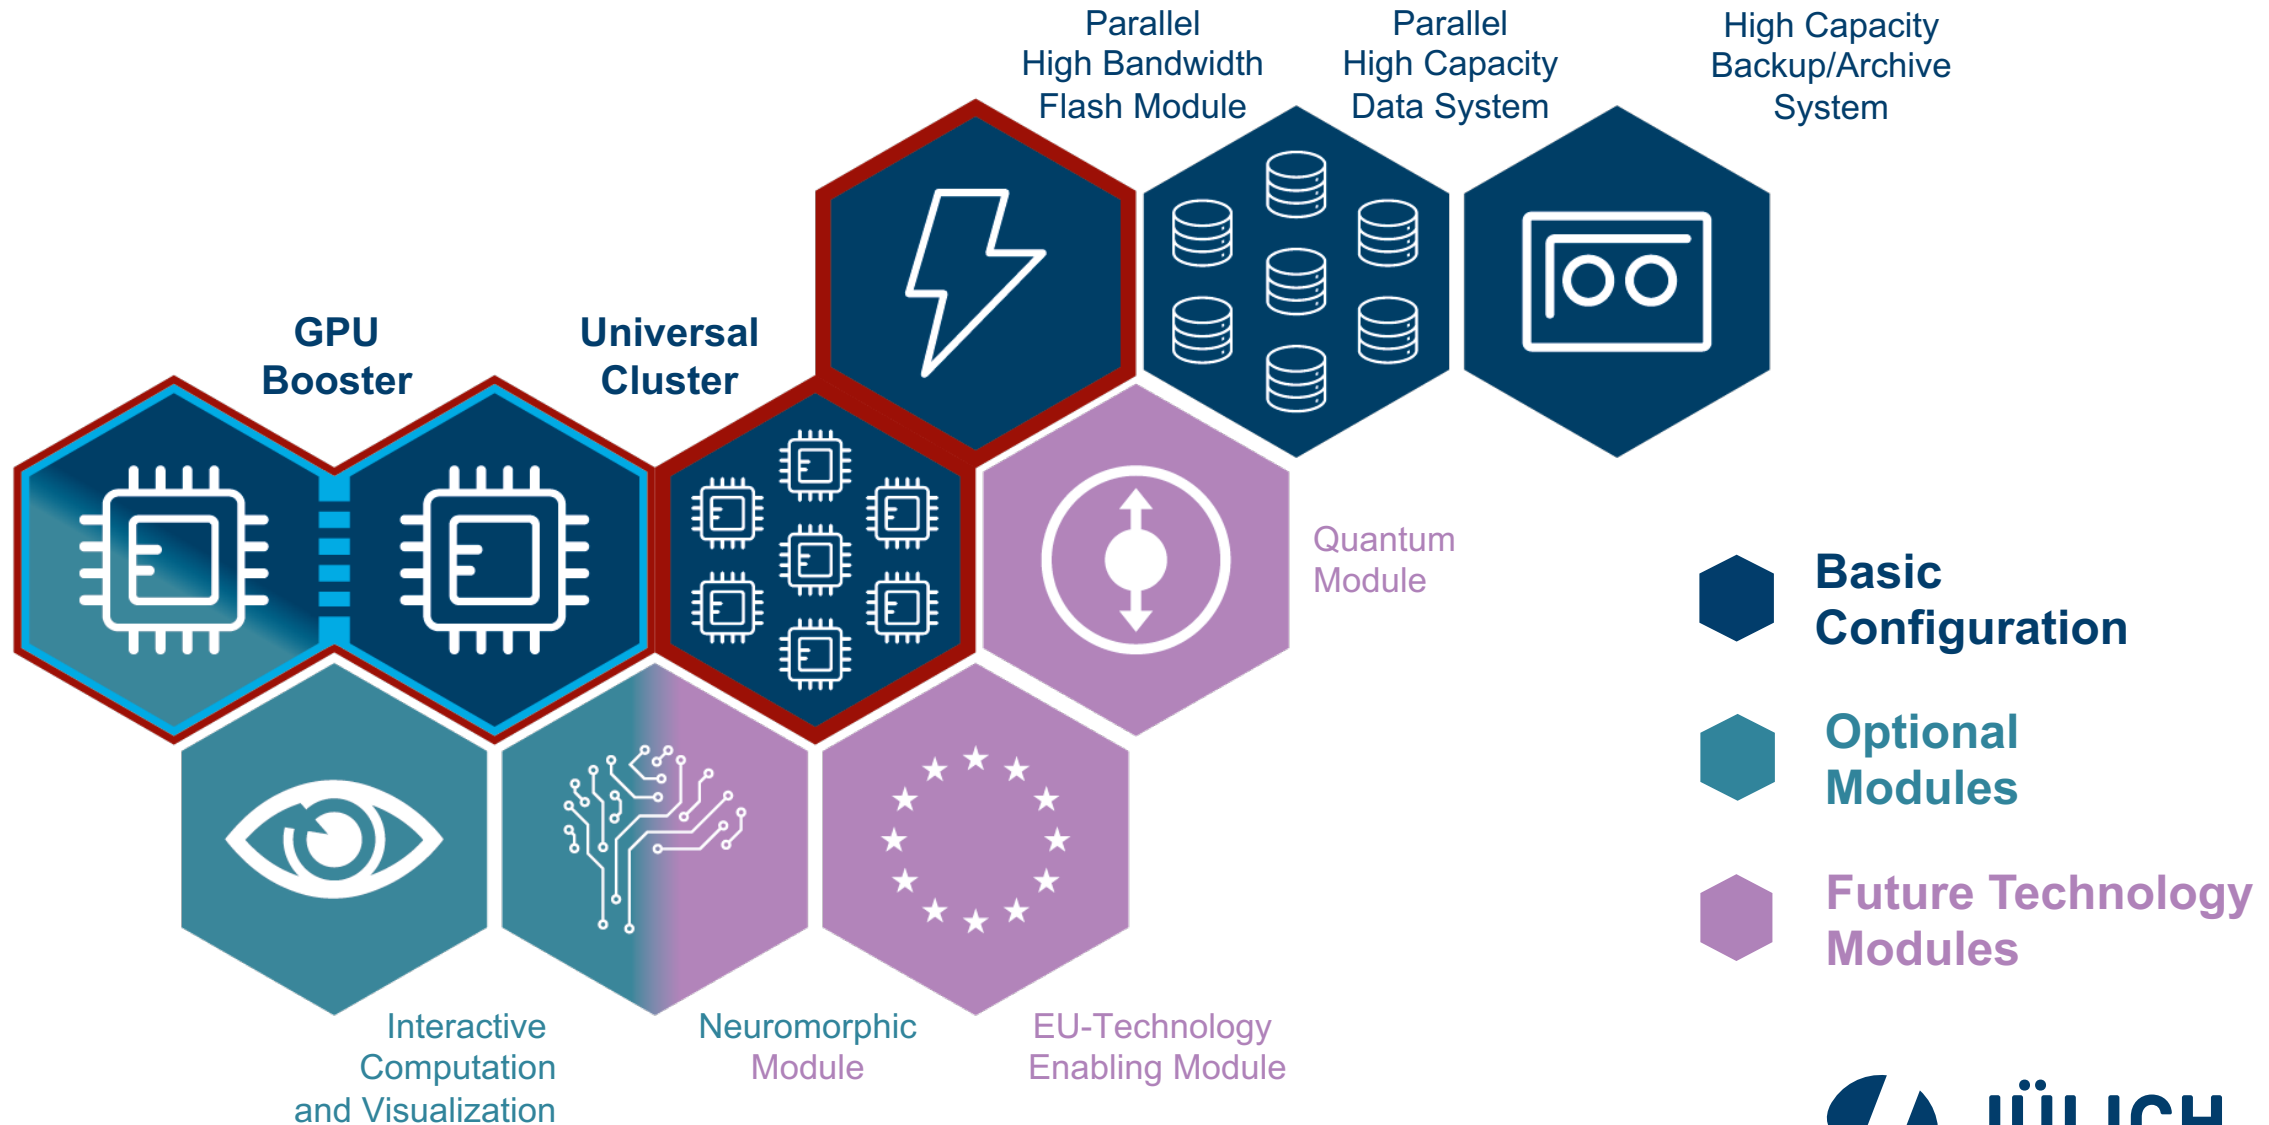 Parallel
High Bandwidth
Flash Module
Parallel
High Capacity
Data System
High Capacity
Backup/Archive
System
GPU
Booster
Universal
Cluster
Quantum
Module
Basic
Configuration
Optional
Modules
Future Technology
Modules
Interactive
Computation
and Visualization
Neuromorphic
Module
EU-Technology
Enabling Module
JÜLICH